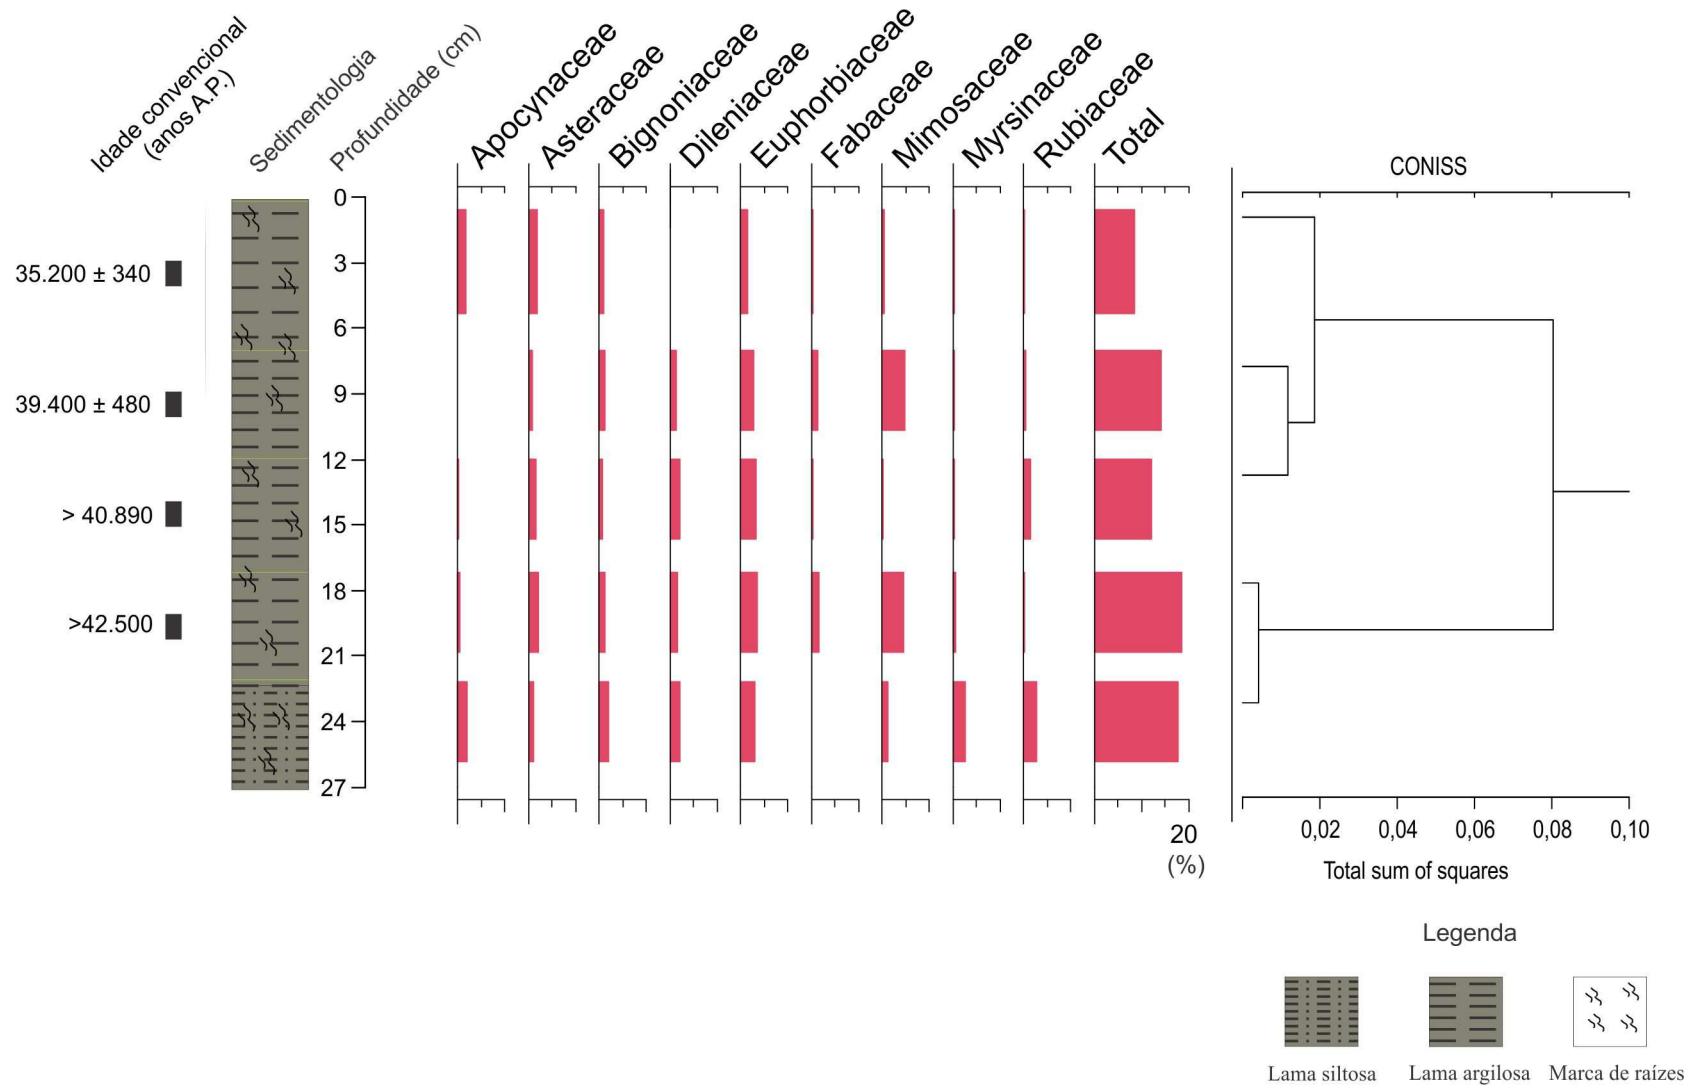 Idade convencional
(anos A.P.)
Sedimentologia
Profundidade (cm)
Apocynaceae
Asteraceae
Bignoniaceae
Dileniaceae
Euphorbiaceae
Fabaceae
Mimosaceae
Myrsinaceae
Rubiaceae
Total
CONISS
0
35.200 ± 340
3
6
39.400 ± 480
9
12
> 40.890
15
18
>42.500
21
24
27
20
(%)
0,02 0,04 0,06 0,08 0,10
Total sum of squares
Legenda
Lama siltosa Lama argilosa Marca de raízes